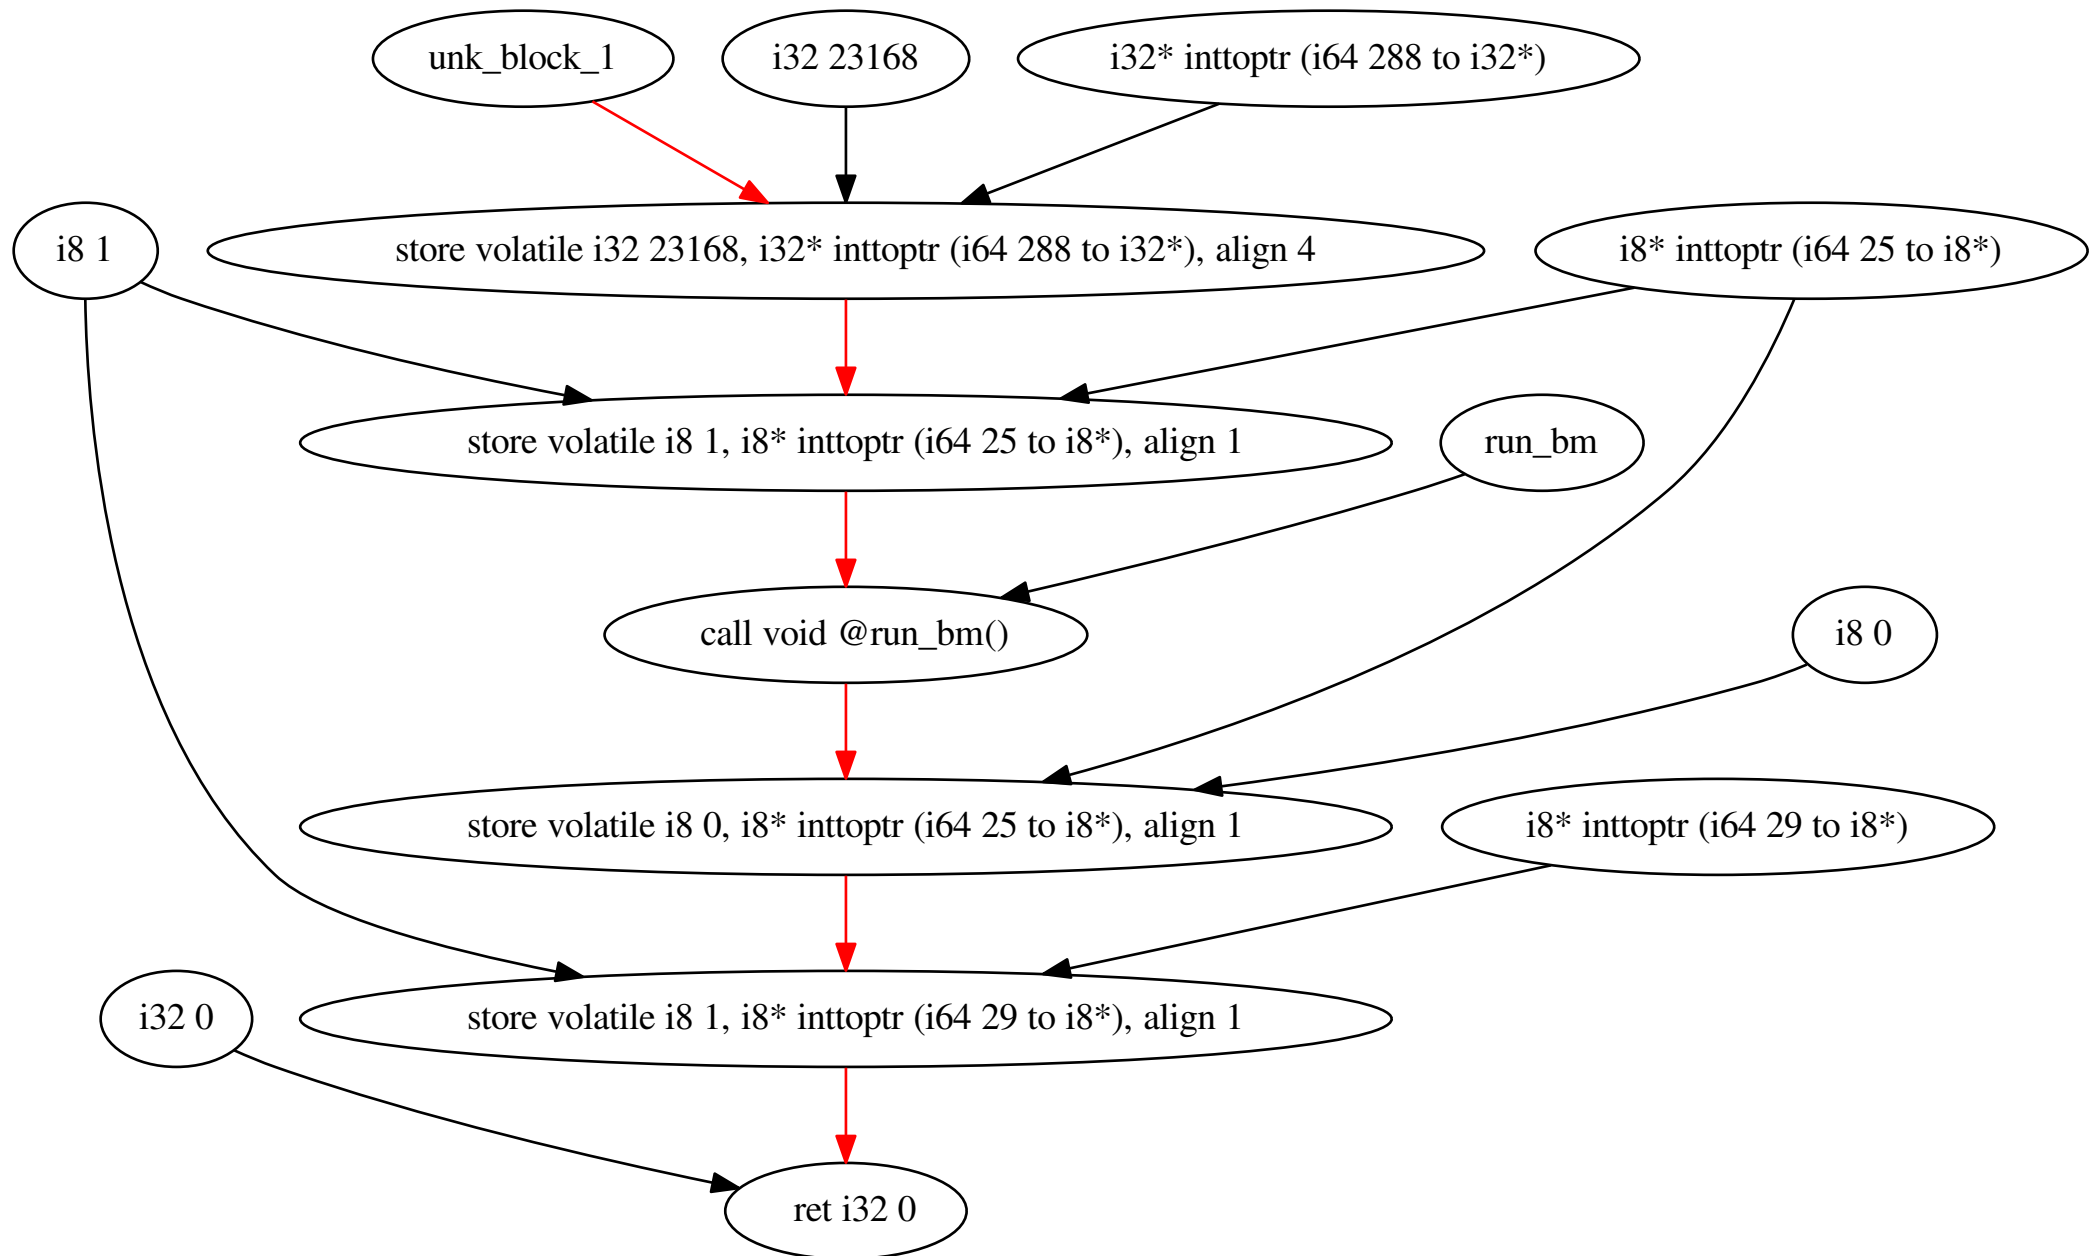 unk_block_1
i32 23168
i32* inttoptr (i64 288 to i32*)
i8 1
store volatile i32 23168, i32* inttoptr (i64 288 to i32*), align 4
i8* inttoptr (i64 25 to i8*)
store volatile i8 1, i8* inttoptr (i64 25 to i8*), align 1
run_bm
call void @run_bm()
i8 0
store volatile i8 0, i8* inttoptr (i64 25 to i8*), align 1
i8* inttoptr (i64 29 to i8*)
i32 0
store volatile i8 1, i8* inttoptr (i64 29 to i8*), align 1
ret i32 0